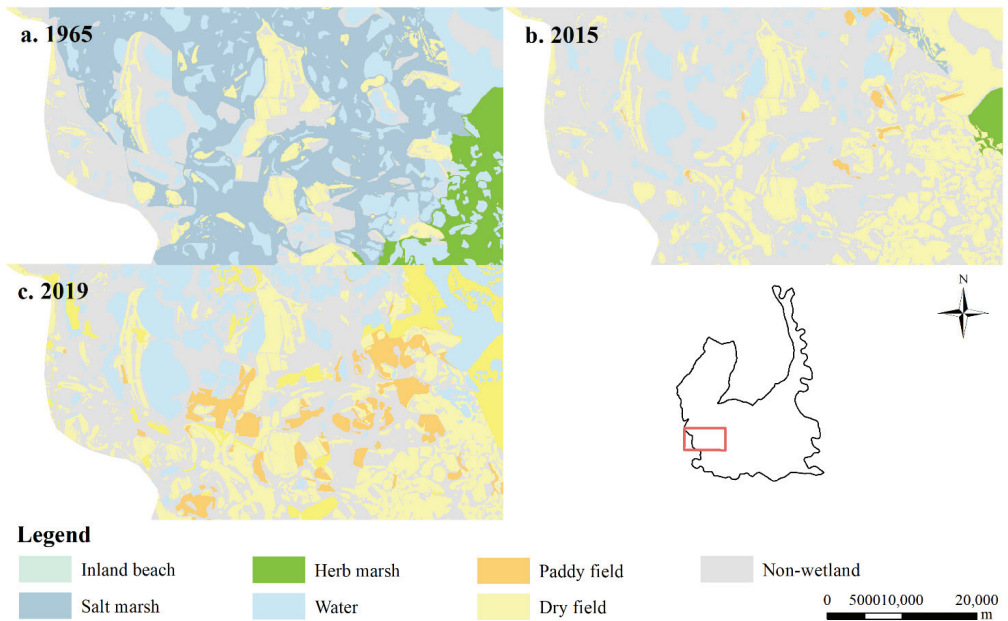 a. 1965
b. 2015
c. 2019
N
Legend
Inland beach
Herb marsh
Paddy field
Non-wetland
Salt marsh
Water
Dry field
0 500010,000 20,000
m